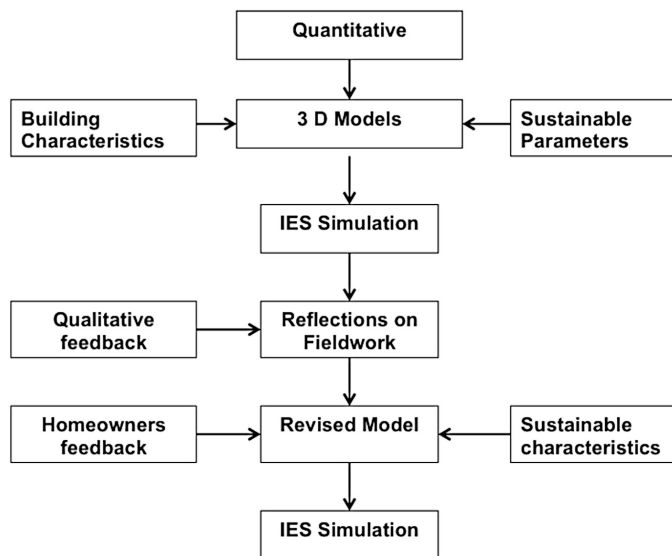 Quantitative
Building
Characteristics
3 D Models
Sustainable
Parameters
IES Simulation
Qualitative
feedback
Reflections on
Fieldwork
Homeowners
feedback
Revised Model
Sustainable
characteristics
IES Simulation